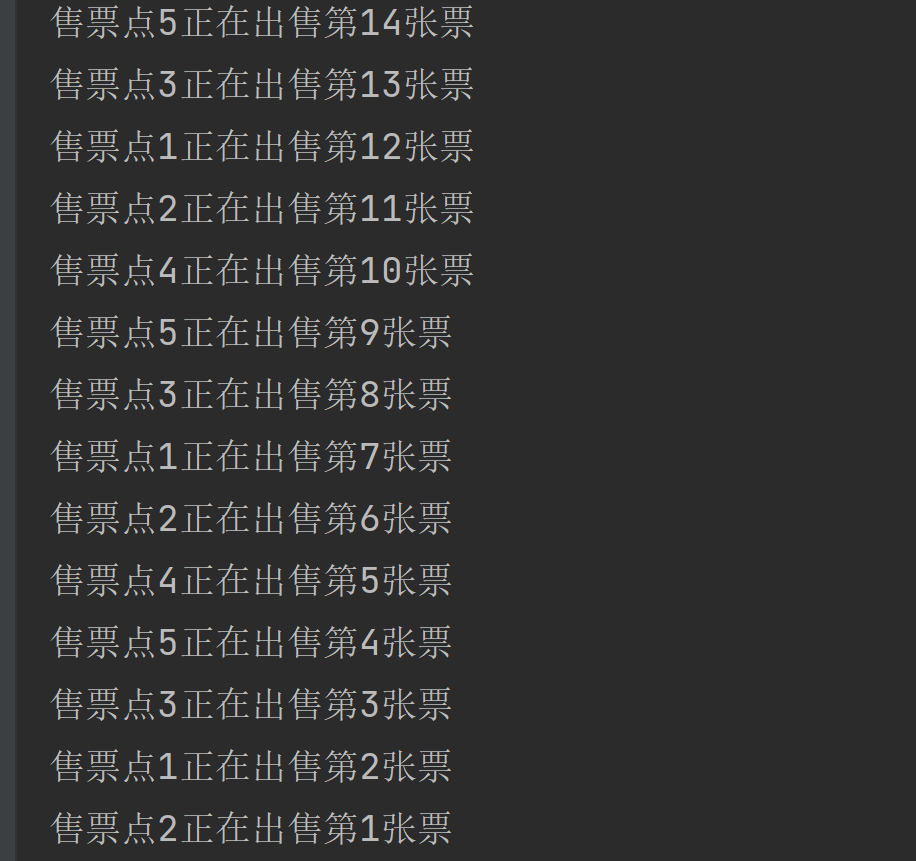 售票点5正在出售第14张票
售票点3正在出售第13张票
售票点1正在出售第12张票
售票点2正在出售第11张票
售票点4正在出售第10张票
售票点5正在出售第9张票
售票点3正在出售第8张票
售票点1正在出售第7张票
售票点2正在出售第6张票
售票点4正在出售第5张票
售票点5正在出售第4张票
售票点3正在出售第3张票
售票点1正在出售第2张票
售票点2正在出售第1张票